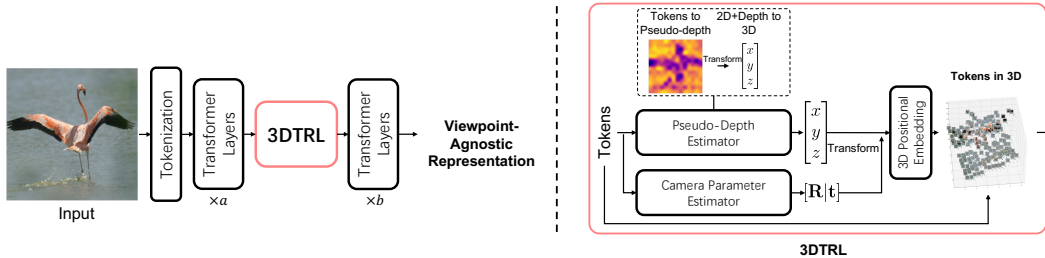 Input
Tokenization
Transformer
Layers
×a
3DTRL
Transformer
Layers
×b
Viewpoint-
Agnostic
Representation
Tokens to
Pseudo-depth
2D+Depth to
3D
Transform
x
y
z
Tokens
Pseudo-Depth
Estimator
Camera Parameter
Estimator
x
y
z
Transform
[R|t]
3D Positional
Embedding
Tokens in 3D
3DTRL